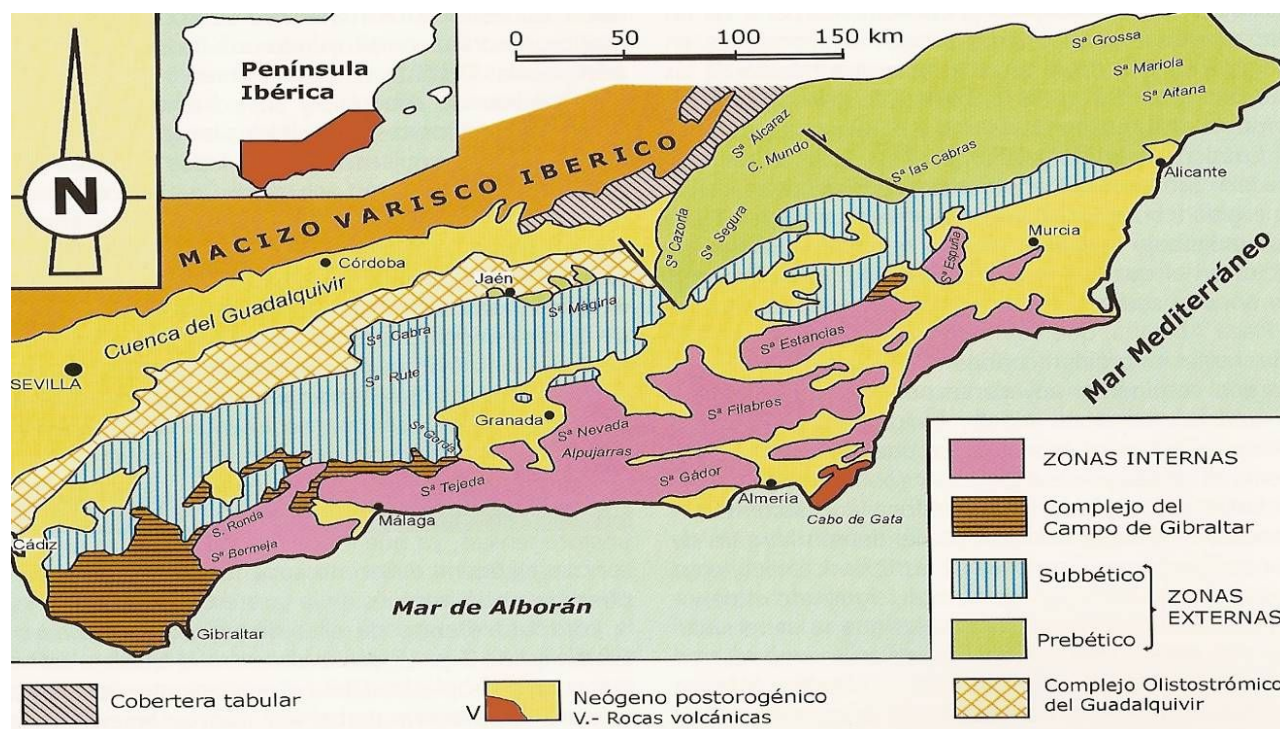 0 50 100 150 km
Península
Ibérica
N
MACIZO VARISCO IBERICO
Sª Grossa
Sª Mariola
Sª Aitana
Sª Alcaraz
C. Mundo
Sª las Cabras
Alicante
Sª Cazorla
Sª Segura
Murcia
Sª Espuña
Córdoba
Jaén
Sª Mágina
Cuenca del Guadalquivir
Sª Cabra
Sª Estancias
SEVILLA
Sª Rute
Mar Mediterráneo
Granada
Sª Filabres
Sª Nevada
Sª Gorda
Alpujarras
Sª Tejeda
Sª Gádor
Almeria
Málaga
Cabo de Gata
S. Ronda
Sª Bermeja
Cádiz
Mar de Alborán
Gibraltar
ZONAS INTERNAS
Complejo del
Campo de Gibraltar
Subbético
ZONAS
EXTERNAS
Prebético
Complejo Olistostrómico
del Guadalquivir
Cobertera tabular
V
Neógeno postorogénico
V.- Rocas volcánicas